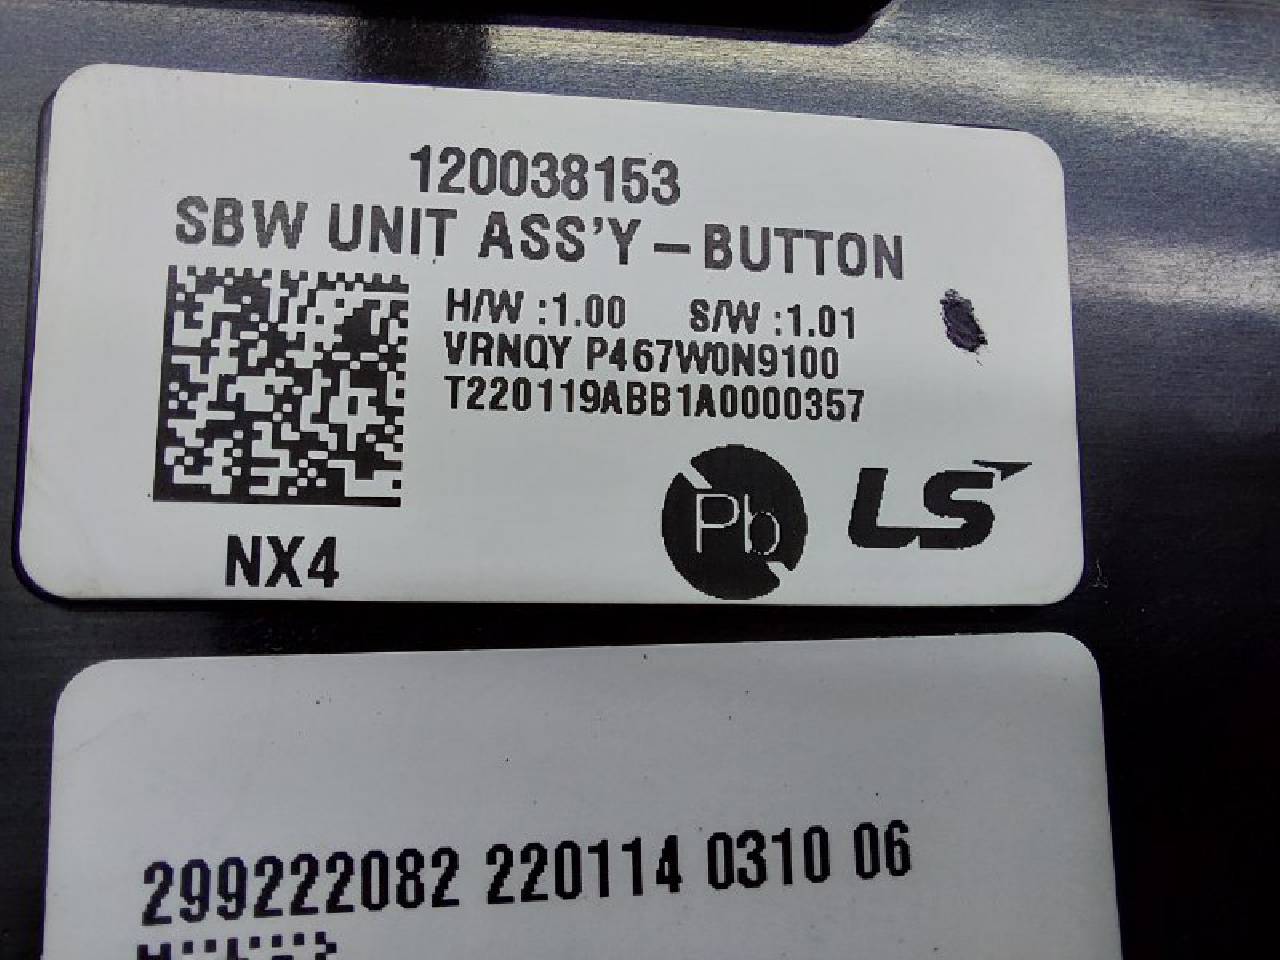 120038153
SBW UNIT ASS'Y – BUTTON
H/W :1.00 S/W :1.01
VRNQY P467W0N9100
T220119ABB1A0000357
NX4
Pb
LS
299222082 220114 0310 06